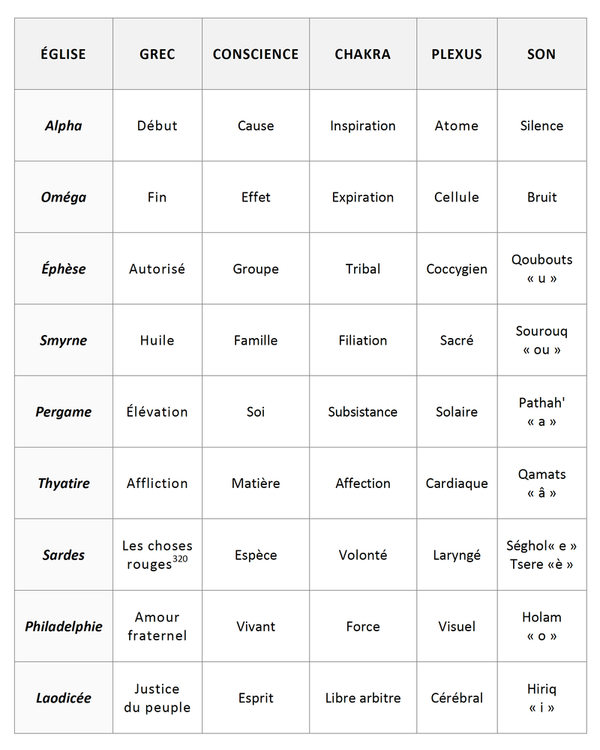 ÉGLISE GREC CONSCIENCE CHAKRA PLEXUS SON
Alpha Début Cause Inspiration Atome Silence
Oméga Fin Effet Expiration Cellule Bruit
Éphèse Autorisé Groupe Tribal Coccygien Qoubouts
« u »
Smyrne Huile Famille Filiation Sacré Sourouq
« ou »
Pergame Élévation Soi Subsistance Solaire Pathah'
« a »
Thyatire Affliction Matière Affection Cardiaque Qamats
« â »
Sardes Les choses
rouges320 Espèce Volonté Laryngé Séghol« e »
Tsere «è »
Philadelphie Amour
fraternel Vivant Force Visuel Holam
« o »
Laodicée Justice
du peuple Esprit Libre arbitre Cérébral Hiriq
« i »